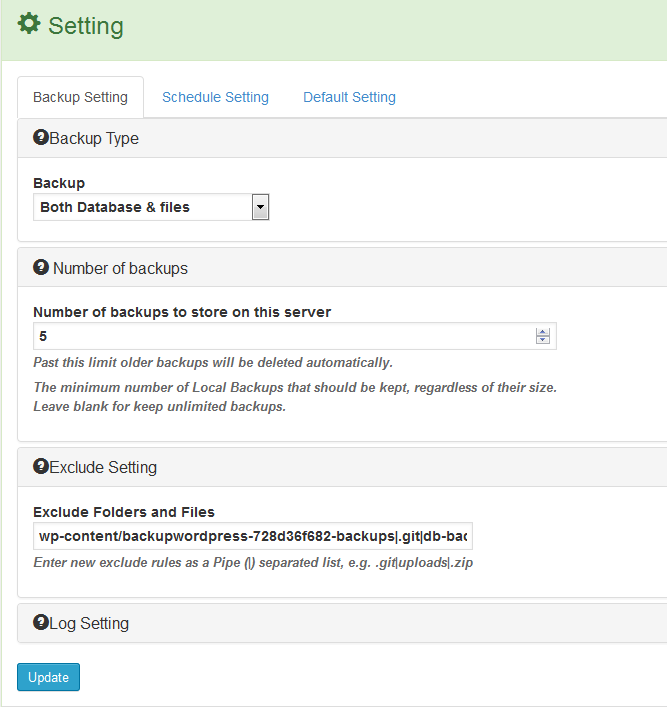 Setting
Backup Setting Schedule Setting Default Setting
Backup Type
Backup
Both Database & files
Number of backups
Number of backups to store on this server
5
Past this limit older backups will be deleted automatically.
The minimum number of Local Backups that should be kept, regardless of their size.
Leave blank for keep unlimited backups.
Exclude Setting
Exclude Folders and Files
wp-content/backupwordpress-728d36f682-backups|.git|db-bac
Enter new exclude rules as a Pipe (|) separated list, e.g. .git|uploads|.zip
Log Setting
Update